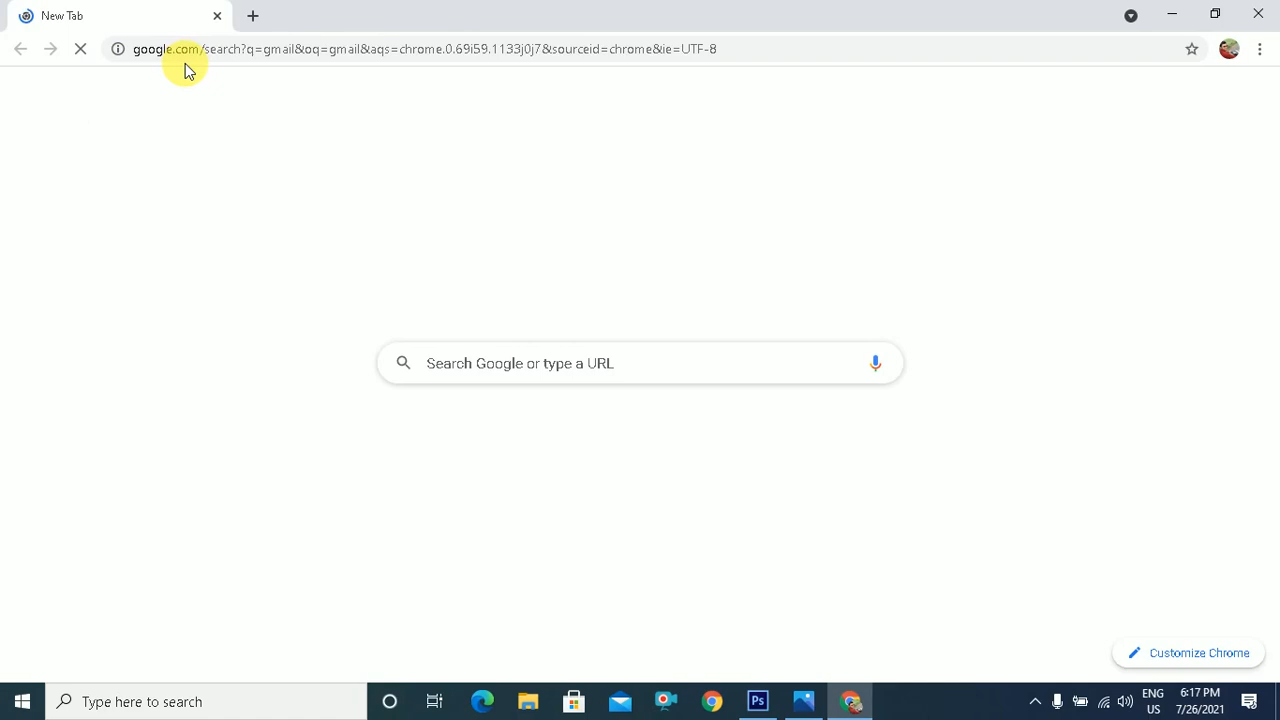 New Tab
google.com/search?q=gmail&oq=gmail&aqs=chrome.0.69i59.1133j0j7&sourceid=chrome&ie=UTF-8
Search Google or type a URL
Customize Chrome
Type here to search
Ps
ENG
US
6:17 PM
7/26/2021